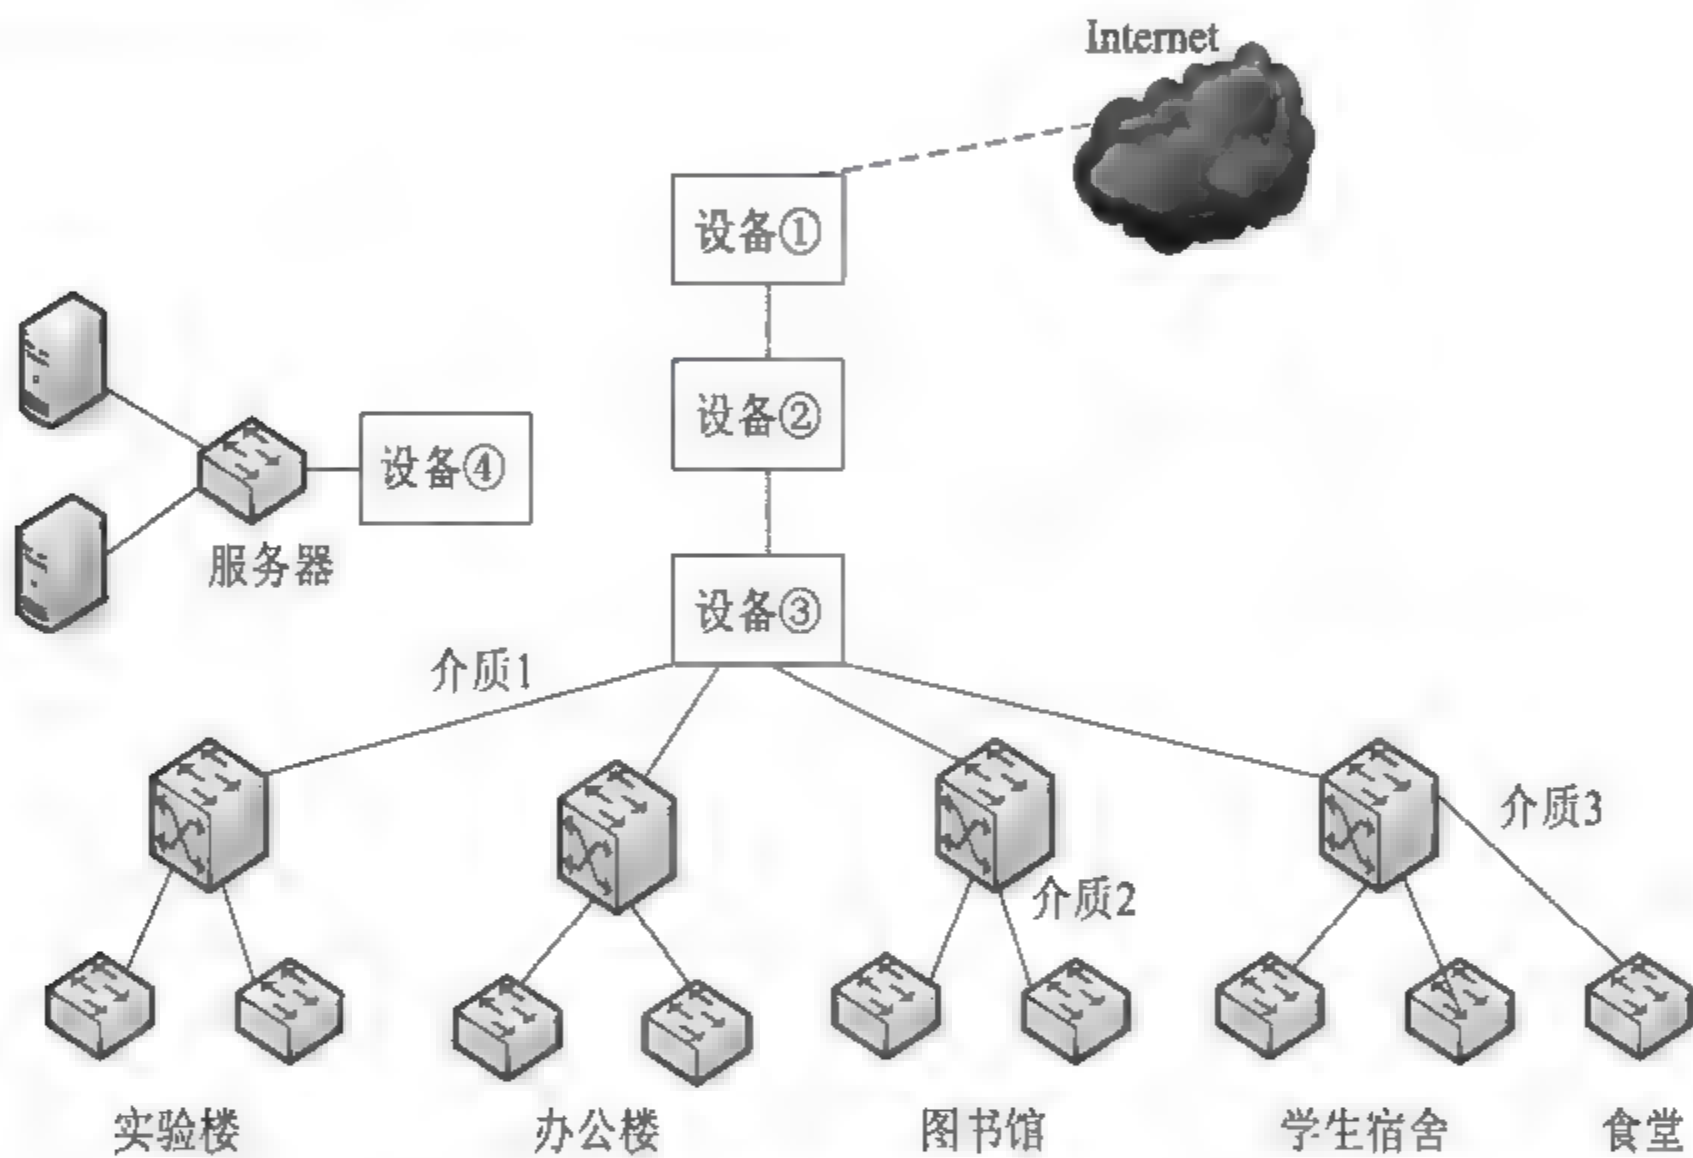 Internet
设备①
设备②
设备④
服务器
设备③
介质1
介质3
介质2
实验楼
办公楼
图书馆
学生宿舍
食堂